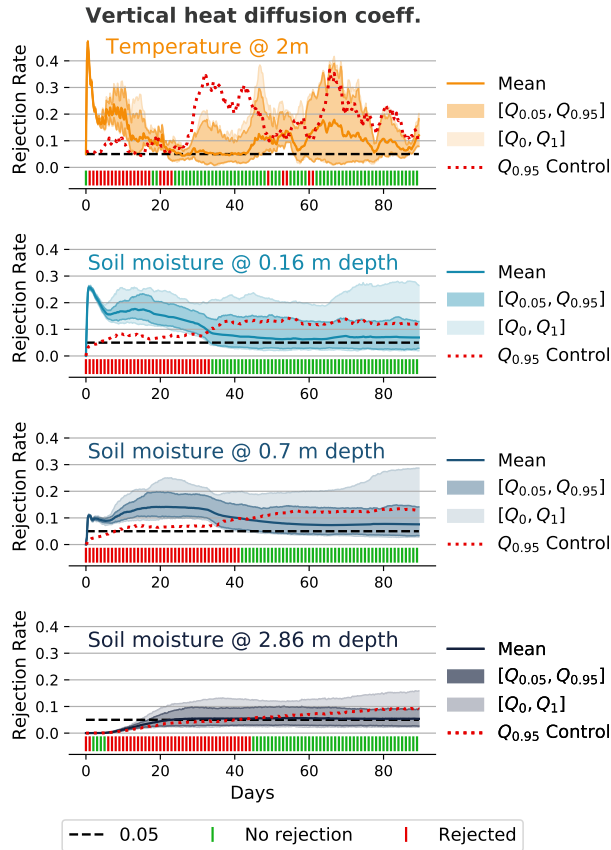 Vertical heat diffusion coeff.
Temperature @ 2m
Rejection Rate
0.4
0.3
0.2
0.1
0.0
0
20
40
60
80
Mean
[Q0.05, Q0.95]
[Q0, Q1]
Q0.95 Control
Soil moisture @ 0.16 m depth
Rejection Rate
0.4
0.3
0.2
0.1
0.0
0
20
40
60
80
Mean
[Q0.05, Q0.95]
[Q0, Q1]
Q0.95 Control
Soil moisture @ 0.7 m depth
Rejection Rate
0.4
0.3
0.2
0.1
0.0
0
20
40
60
80
Mean
[Q0.05, Q0.95]
[Q0, Q1]
Q0.95 Control
Soil moisture @ 2.86 m depth
Rejection Rate
0.4
0.3
0.2
0.1
0.0
0
20
40
60
80
Days
Mean
[Q0.05, Q0.95]
[Q0, Q1]
Q0.95 Control
0.05 No rejection Rejected